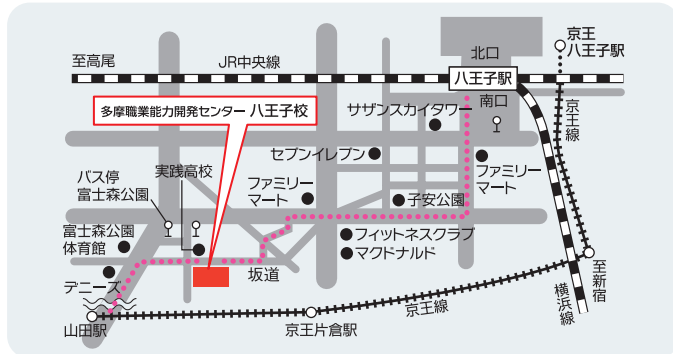 京王
八王子駅
北口
至高尾
JR中央線
八王子駅
多摩職業能力開発センター 八王子校
サザンスカイタワー
南口
京王線
セブンイレブン
ファミリー
マート
バス停
富士森公園
実践高校
ファミリー
マート
子安公園
富士森公園
体育館
フィットネスクラブ
マクドナルド
デニーズ
坂道
至新宿
横浜線
京王線
山田駅
京王片倉駅